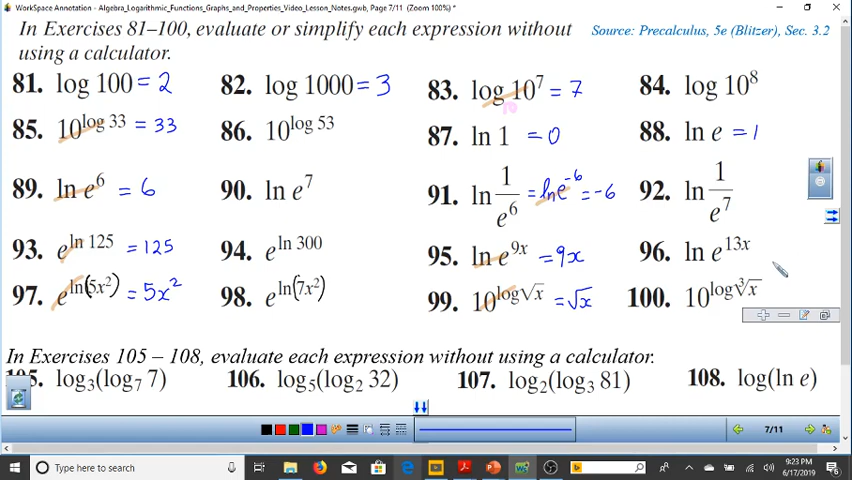 WorkSpace Annotation - Algebra_Logarithmic_Functions_Graphs_and_Properties_Video_Lesson_Notes.gwb, Page 7/11 (Zoom 100%) *
In Exercises 81–100, evaluate or simplify each expression without using a calculator.
Source: Precalculus, 5e (Blitzer), Sec. 3.2
81. log 100 = 2 82. log 1000 = 3 83. log 10^7 = 7 84. log 10^8
85. 10^{log 33} = 33 86. 10^{log 53} 87. ln 1 = 0 88. ln e = 1
89. ln e^6 = 6 90. ln e^7 91. ln 1/e^6 = ln e^{-6} = -6 92. ln 1/e^7
93. e^{ln 125} = 125 94. e^{ln 300} 95. ln e^{9x} = 9x 96. ln e^{13x}
97. e^{ln(5x²)} = 5x² 98. e^{ln(7x²)} 99. 10^{log √x} = √x 100. 10^{log ∛x}
In Exercises 105 – 108, evaluate each expression without using a calculator.
105. log₃(log₇ 7) 106. log₅(log₂ 32) 107. log₂(log₃ 81) 108. log(ln e)
7/11
Type here to search
9:23 PM
6/17/2019